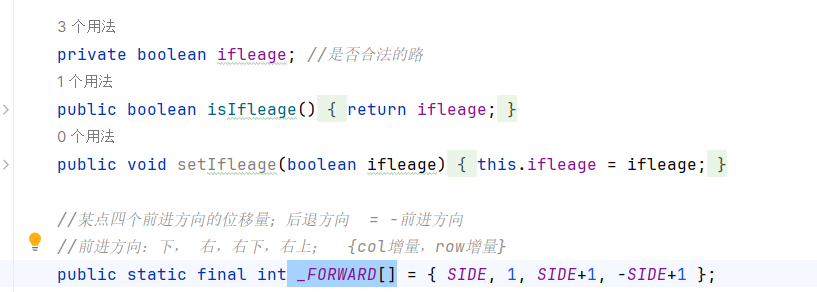 3 个用法
private boolean ifleage; //是否合法的路
1 个用法
public boolean isIfleage() { return ifleage; }
0 个用法
public void setIfleage(boolean ifleage) { this.ifleage = ifleage; }
//某点四个前进方向的位移量；后退方向 = -前进方向
//前进方向：下， 右，右下，右上； {col增量，row增量}
public static final int _FORWARD[] = { SIDE, 1, SIDE+1, -SIDE+1 };